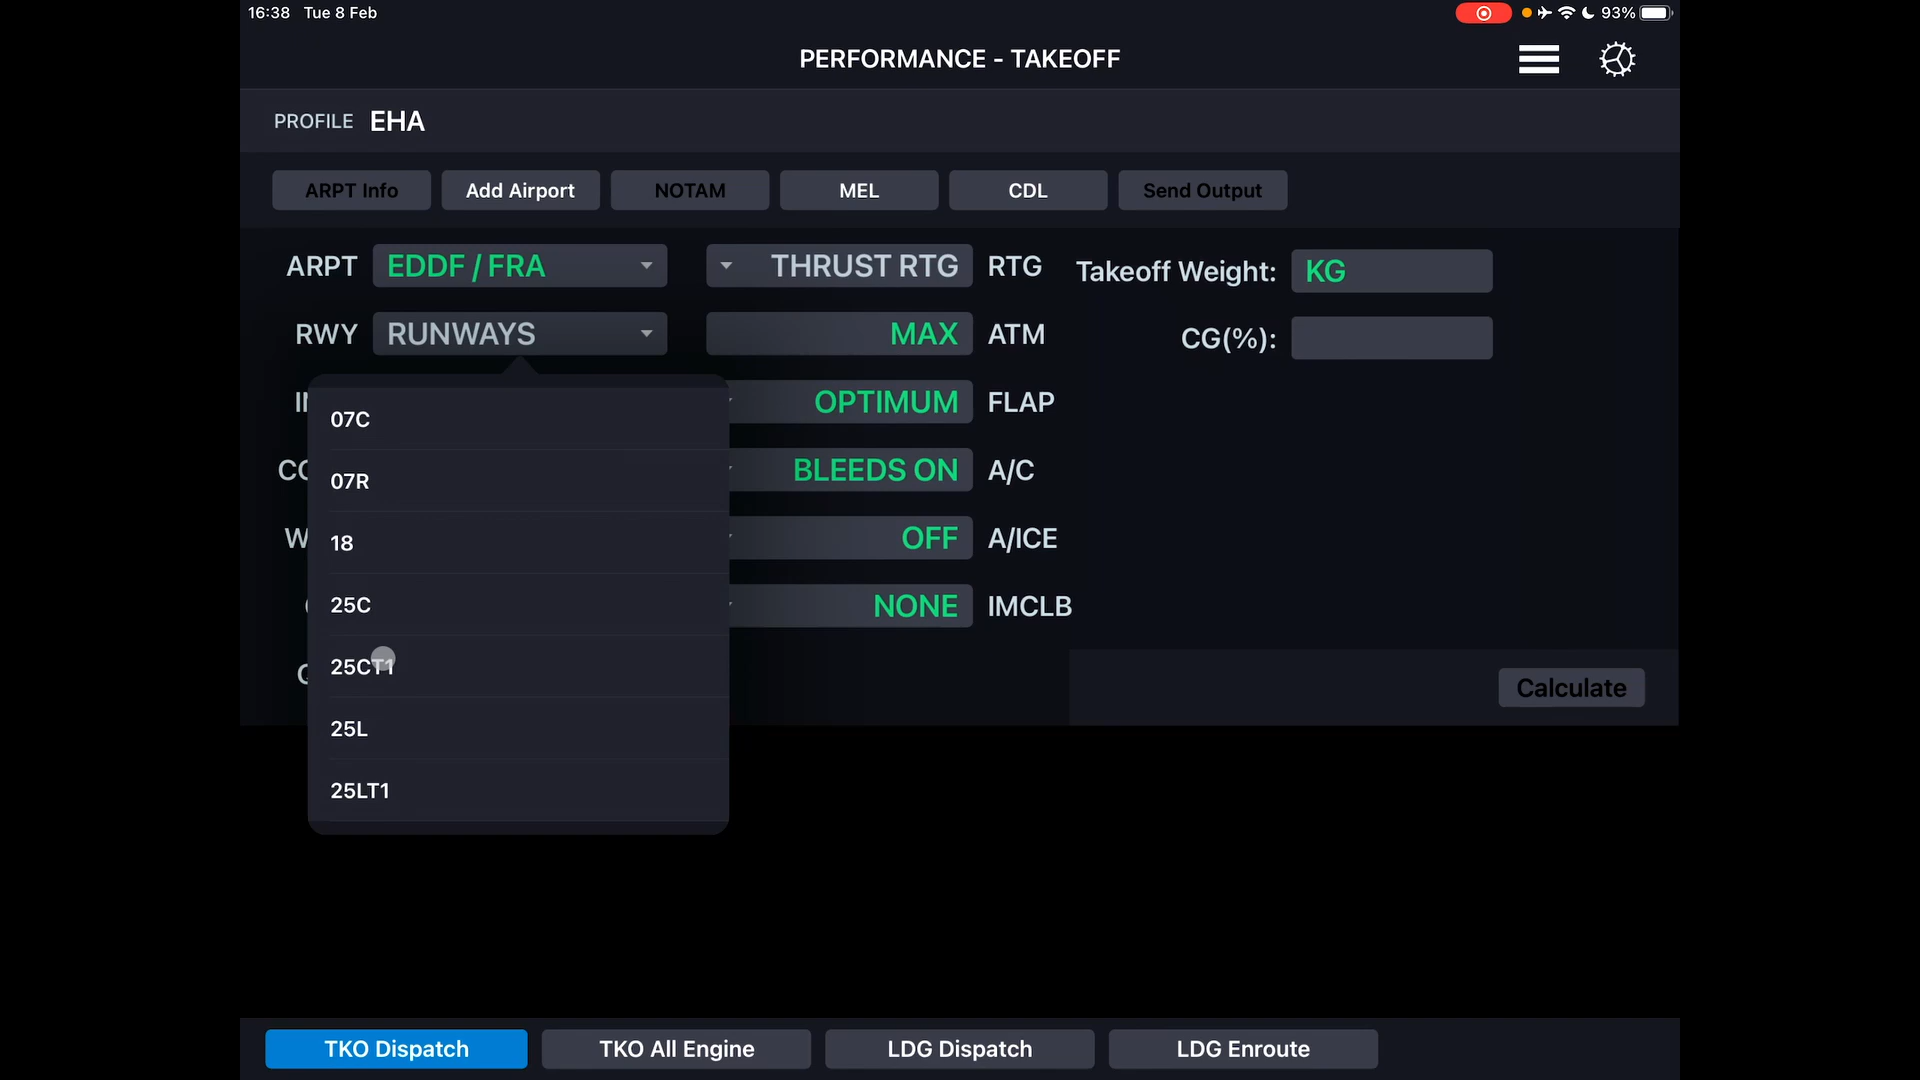 16:38 Tue 8 Feb
93%
PERFORMANCE - TAKEOFF
PROFILE EHA
ARPT Info Add Airport NOTAM MEL CDL Send Output
ARPT EDDF / FRA THRUST RTG RTG Takeoff Weight: KG
RWY RUNWAYS MAX ATM CG(%):
OPTIMUM FLAP
BLEEDS ON A/C
OFF A/ICE
NONE IMCLB
07C
07R
18
25C
25CT1
25L
25LT1
Calculate
TKO Dispatch TKO All Engine LDG Dispatch LDG Enroute